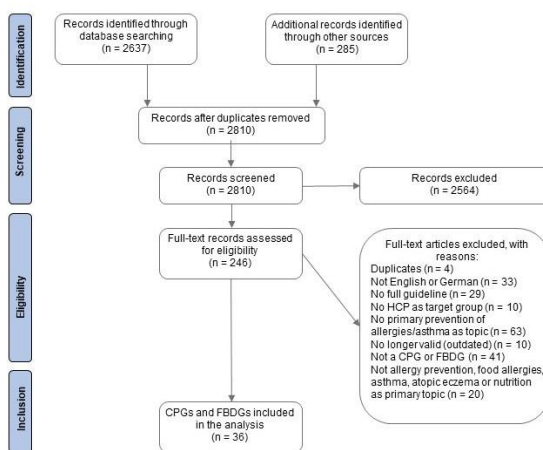 Identification
Records identified through
database searching
(n = 2637)
Additional records identified
through other sources
(n = 285)
Screening
Records after duplicates removed
(n = 2810)
Records screened
(n = 2810)
Records excluded
(n = 2564)
Eligibility
Full-text records assessed
for eligibility
(n = 246)
Full-text articles excluded, with
reasons:
Duplicates (n = 4)
Not English or German (n = 33)
No full guideline (n = 29)
No HCP as target group (n = 10)
No primary prevention of
allergies/asthma as topic (n = 63)
No longer valid (outdated) (n = 10)
Not a CPG or FBDG (n = 41)
Not allergy prevention, food allergies,
asthma, atopic eczema or nutrition
as primary topic (n = 20)
Inclusion
CPGs and FBDGs included
in the analysis
(n = 36)